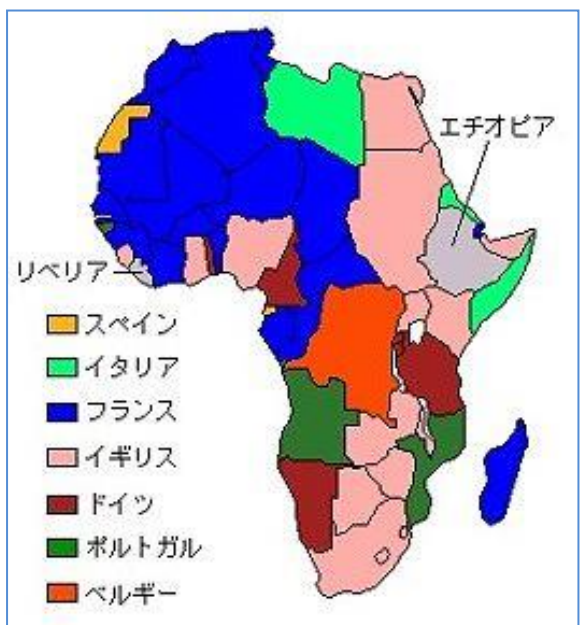 エチオピア
リベリア
スペイン
イタリア
フランス
イギリス
ドイツ
ポルトガル
ベルギー